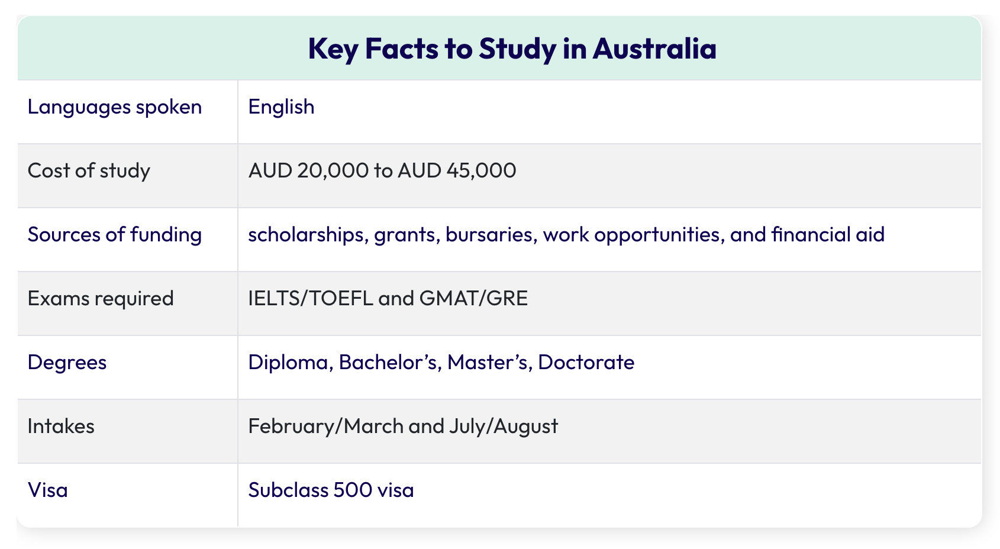 Key Facts to Study in Australia
Languages spoken English
Cost of study AUD 20,000 to AUD 45,000
Sources of funding scholarships, grants, bursaries, work opportunities, and financial aid
Exams required IELTS/TOEFL and GMAT/GRE
Degrees Diploma, Bachelor’s, Master’s, Doctorate
Intakes February/March and July/August
Visa Subclass 500 visa